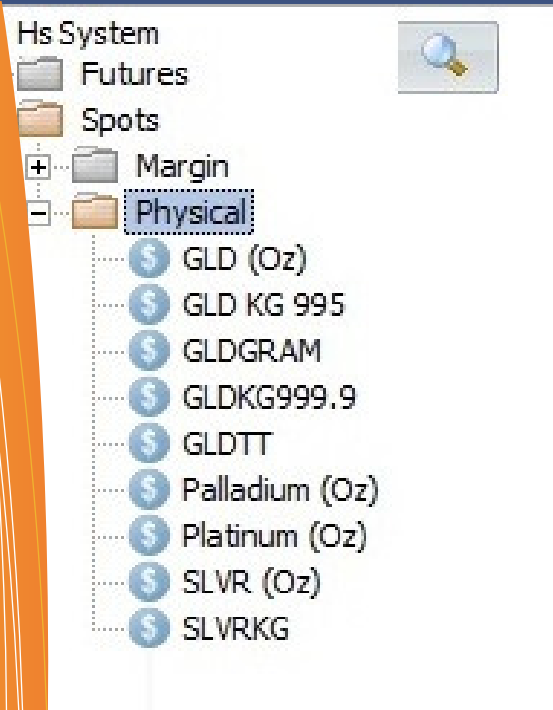 Hs System
Futures
Spots
Margin
Physical
GLD (Oz)
GLD KG 995
GLDGRAM
GLDKG999.9
GLDTT
Palladium (Oz)
Platinum (Oz)
SLVR (Oz)
SLVRKG